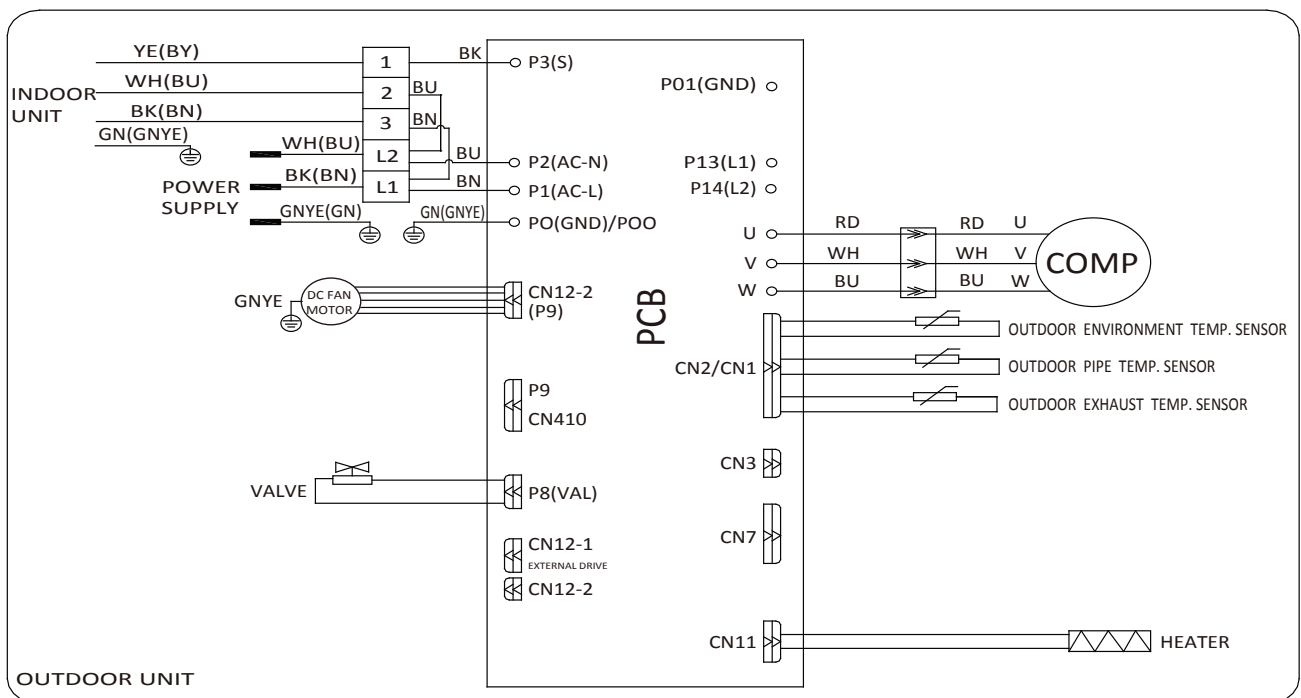 YE(BY)
1
BK
P3(S)
P01(GND)
INDOOR
UNIT
WH(BU)
2
BU
BK(BN)
3
BN
GN(GNYE)
WH(BU)
L2
BU
P2(AC-N)
P13(L1)
POWER
SUPPLY
BK(BN)
L1
BN
P1(AC-L)
P14(L2)
GNYE(GN)
GN(GNYE)
PO(GND)/POO
U
RD
RD
U
V
WH
WH
V
COMP
W
BU
BU
W
GNYE
DC FAN
MOTOR
CN12-2
(P9)
PCB
CN2/CN1
OUTDOOR ENVIRONMENT TEMP. SENSOR
OUTDOOR PIPE TEMP. SENSOR
OUTDOOR EXHAUST TEMP. SENSOR
P9
CN410
CN3
VALVE
P8(VAL)
CN7
CN12-1
EXTERNAL DRIVE
CN12-2
CN11
HEATER
OUTDOOR UNIT